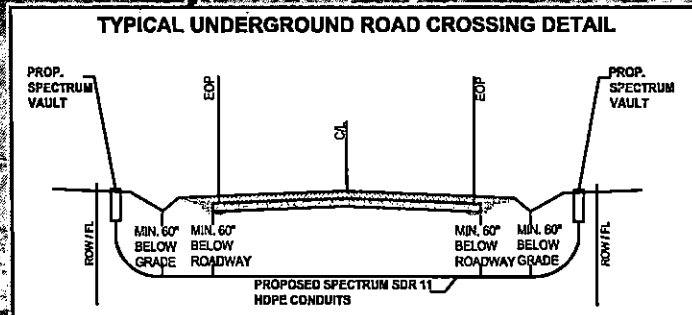 TYPICAL UNDERGROUND ROAD CROSSING DETAIL
PROP.
SPECTRUM
VAULT
EOP
C/L
EOP
PROP.
SPECTRUM
VAULT
ROW / FL
MIN. 60"
BELOW
GRADE
MIN. 60"
BELOW
ROADWAY
MIN. 60"
BELOW
ROADWAY
MIN. 60"
BELOW
GRADE
ROW / FL
PROPOSED SPECTRUM SDR 11
HDPE CONDUITS